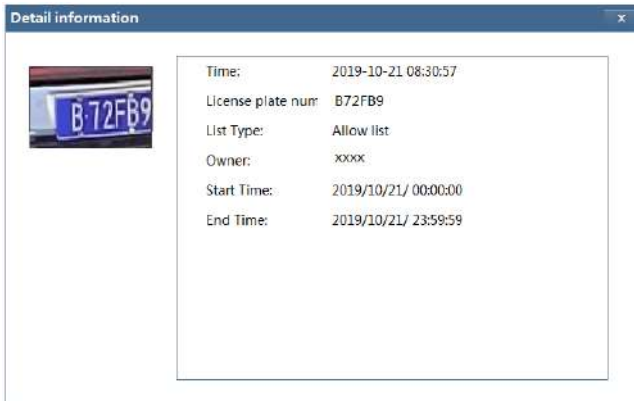 Detail information
x
B·72FB9
Time: 2019-10-21 08:30:57
License plate num B72FB9
List Type: Allow list
Owner: xxxx
Start Time: 2019/10/21/ 00:00:00
End Time: 2019/10/21/ 23:59:59